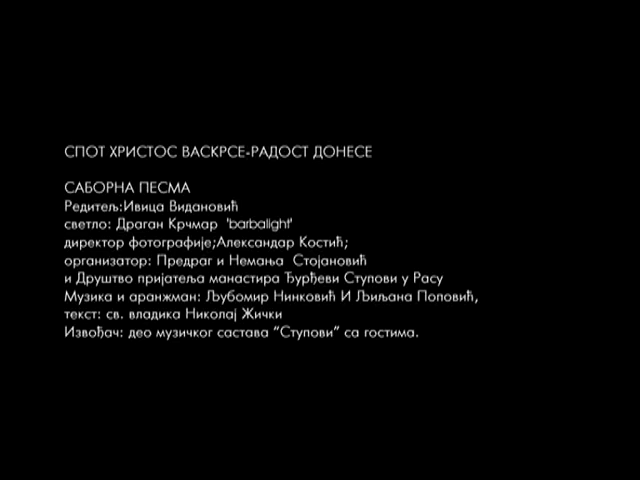 СПОТ ХРИСТОС ВАСКРСЕ-РАДОСТ ДОНЕСЕ
САБОРНА ПЕСМА
Редитељ:Ивица Видановић
светло: Драган Крчмар 'barbalight'
директор фотографије;Александар Костић;
организатор: Предраг и Немања Стојановић
и Друштво пријатеља манастира Ђурђеви Ступови у Расу
Музика и аранжман: Љубомир Нинковић И Љиљана Поповић,
текст: св. владика Николај Жички
Извођач: део музичког састава “Ступови” са гостима.